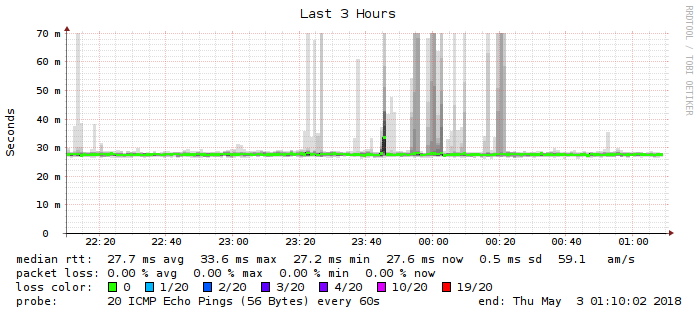 Last 3 Hours
RRDTOOL / TOBI OETIKER
Seconds
70 m
60 m
50 m
40 m
30 m
20 m
10 m
0
22:20 22:40 23:00 23:20 23:40 00:00 00:20 00:40 01:00
median rtt: 27.7 ms avg 33.6 ms max 27.2 ms min 27.6 ms now 0.5 ms sd 59.1 am/s
packet loss: 0.00 % avg 0.00 % max 0.00 % min 0.00 % now
loss color: 0 1/20 2/20 3/20 4/20 10/20 19/20
probe: 20 ICMP Echo Pings (56 Bytes) every 60s end: Thu May 3 01:10:02 2018